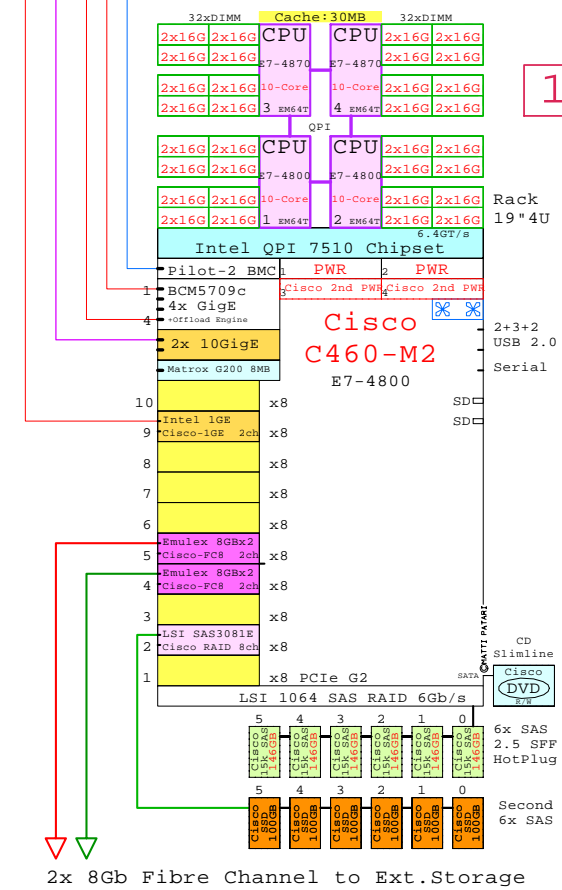 32xDIMM Cache:30MB 32xDIMM
2x16G 2x16G CPU CPU 2x16G 2x16G
2x16G 2x16G E7-4870 E7-4870 2x16G 2x16G
2x16G 2x16G 10-Core 10-Core 2x16G 2x16G
2x16G 2x16G 3 EM64T 4 EM64T 2x16G 2x16G
1
QPI
2x16G 2x16G CPU CPU 2x16G 2x16G
2x16G 2x16G E7-4800 E7-4800 2x16G 2x16G
2x16G 2x16G 10-Core 10-Core 2x16G 2x16G
2x16G 2x16G 1 EM64T 2 EM64T 2x16G 2x16G
Rack
19"4U
6.4GT/s
Intel QPI 7510 Chipset
Pilot-2 BMC 1 PWR 2 PWR
3 Cisco 2nd PWR 4 Cisco 2nd PWR
1 BCM5709c
4x GigE
4 +Offload Engine
2x 10GigE
Matrox G200 8MB
Cisco
C460-M2
E7-4800
2+3+2
USB 2.0
Serial
SD
SD
10 x8
Intel 1GE
9 Cisco-1GE 2ch x8
8 x8
7 x8
6 x8
Emulex 8GBx2
5 Cisco-FC8 2ch x8
Emulex 8GBx2
4 Cisco-FC8 2ch x8
3 x8
LSI SAS3081E
2 Cisco RAID 8ch x8
1 x8 PCIe G2
©MATTI PATARI
CD
Slimline
SATA
Cisco
DVD
R/W
LSI 1064 SAS RAID 6Gb/s
5 4 3 2 1 0
Cisco 15k SAS 146GB
Cisco 15k SAS 146GB
Cisco 15k SAS 146GB
Cisco 15k SAS 146GB
Cisco 15k SAS 146GB
Cisco 15k SAS 146GB
6x SAS
2.5 SFF
HotPlug
5 4 3 2 1 0
Cisco SSD 100GB
Cisco SSD 100GB
Cisco SSD 100GB
Cisco SSD 100GB
Cisco SSD 100GB
Cisco SSD 100GB
Second
6x SAS
2x 8Gb Fibre Channel to Ext.Storage